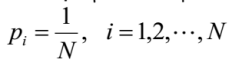 p_i = 1/N, i = 1,2,⋯,N